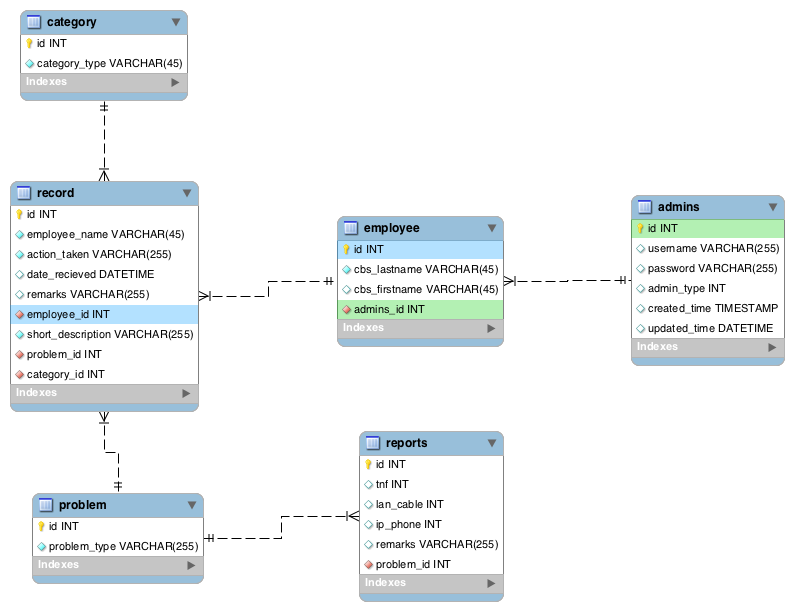 category
id INT
category_type VARCHAR(45)
Indexes
record
id INT
employee_name VARCHAR(45)
action_taken VARCHAR(255)
date_recieved DATETIME
remarks VARCHAR(255)
employee_id INT
short_description VARCHAR(255)
problem_id INT
category_id INT
Indexes
employee
id INT
cbs_lastname VARCHAR(45)
cbs_firstname VARCHAR(45)
admins_id INT
Indexes
admins
id INT
username VARCHAR(255)
password VARCHAR(255)
admin_type INT
created_time TIMESTAMP
updated_time DATETIME
Indexes
problem
id INT
problem_type VARCHAR(255)
Indexes
reports
id INT
tnf INT
lan_cable INT
ip_phone INT
remarks VARCHAR(255)
problem_id INT
Indexes